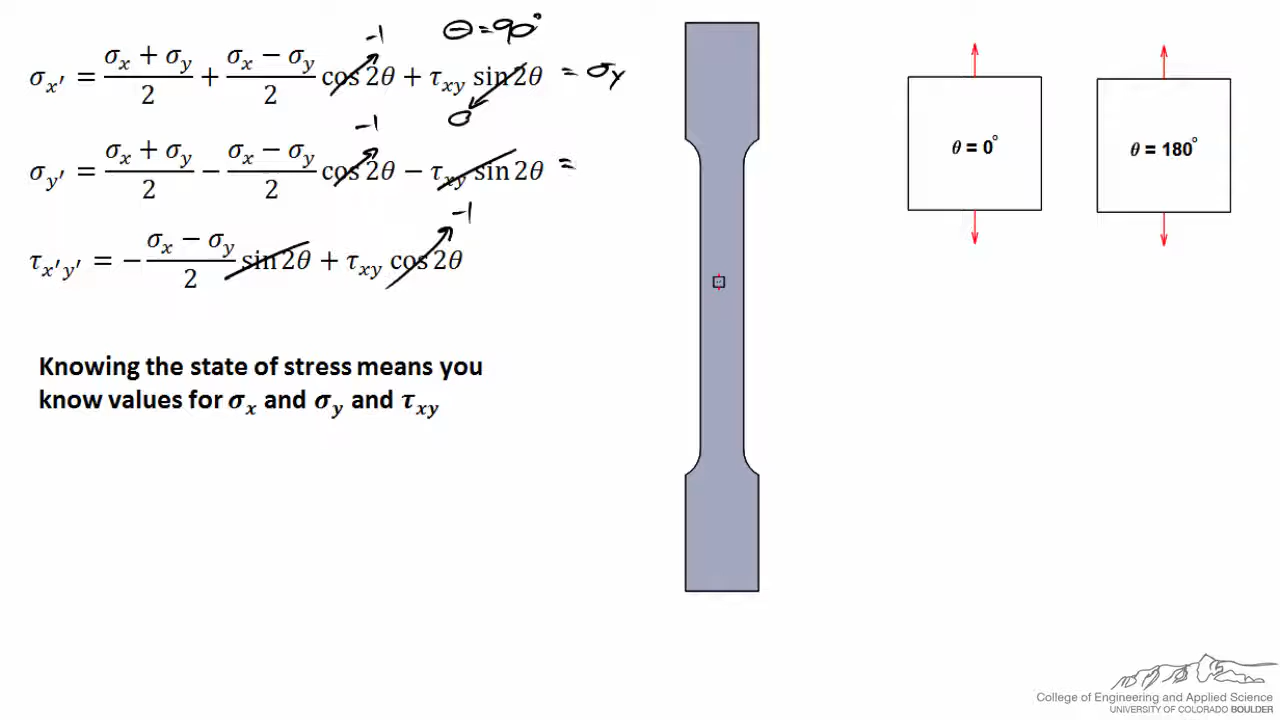 θ = 90°
σx′ = (σx + σy)/2 + (σx − σy)/2 cos 2θ + τxy sin 2θ = σy
-1
0
σy′ = (σx + σy)/2 − (σx − σy)/2 cos 2θ − τxy sin 2θ =
-1
τx′y′ = − (σx − σy)/2 sin 2θ + τxy cos 2θ
-1
Knowing the state of stress means you
know values for σx and σy and τxy
θ = 0°
θ = 180°
College of Engineering and Applied Science
UNIVERSITY OF COLORADO BOULDER